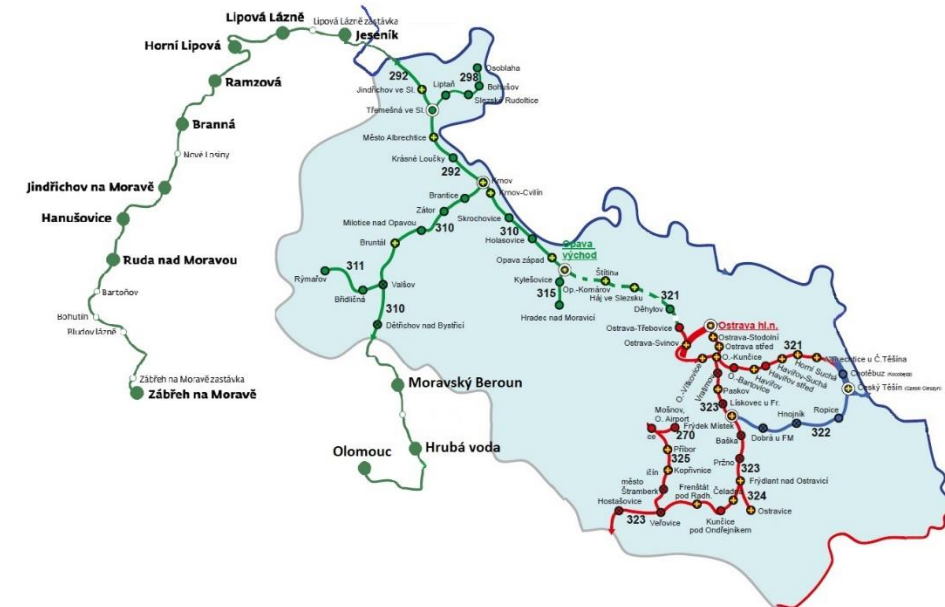 Lipová Lázně
Lipová Lázně zastávka
Jeseník
Horní Lipová
Ramzová
Branná
Nové Losiny
Jindřichov na Moravě
Hanušovice
Ruda nad Moravou
Bartoňov
Bohutín
Bludov lázně
Zábřeh na Moravě zastávka
Zábřeh na Moravě
292
Jindřichov ve Sl.
Třemešná ve Sl.
Liptaň
298
Osoblaha
Bohušov
Slezské Rudoltice
Město Albrechtice
Krásné Loučky
292
Krnov
Krnov-Cvilín
Brantice
Zátor
310
Milotice nad Opavou
Bruntál
Skrochovice
310
Holasovice
Opava západ
Opava
východ
Rýmařov
311
Břidličná
Valšov
310
Dětřichov nad Bystřicí
Moravský Beroun
Hrubá voda
Olomouc
Kylešovice
315
Op.-Komárov
Hradec nad Moravicí
Štítina
Háj ve Slezsku
Děhylov
321
Ostrava-Třebovice
Ostrava-Svinov
Ostrava hl.n.
Ostrava-Stodolní
Ostrava střed
O.-Kunčice
O.-Vítkovice
Vratimov
O.-Bartovice
Havířov
Havířov střed
Havířov-Suchá
Horní Suchá
321
Chotěbuz
Český Těšín
Ropice
322
Hnojník
Dobrá u FM
Paskov
323
Lískovec u Fr.
Frýdek Místek
Baška
Pržno
323
Frýdlant nad Ostravicí
324
Ostravice
Čeladná
Kunčice
pod Ondřejníkem
Frenštát
pod Radh.
Veřovice
323
Hostašovice
Štramberk
město
ičín
Kopřivnice
325
Příbor
270
ce
Mošnov,
O. Airport